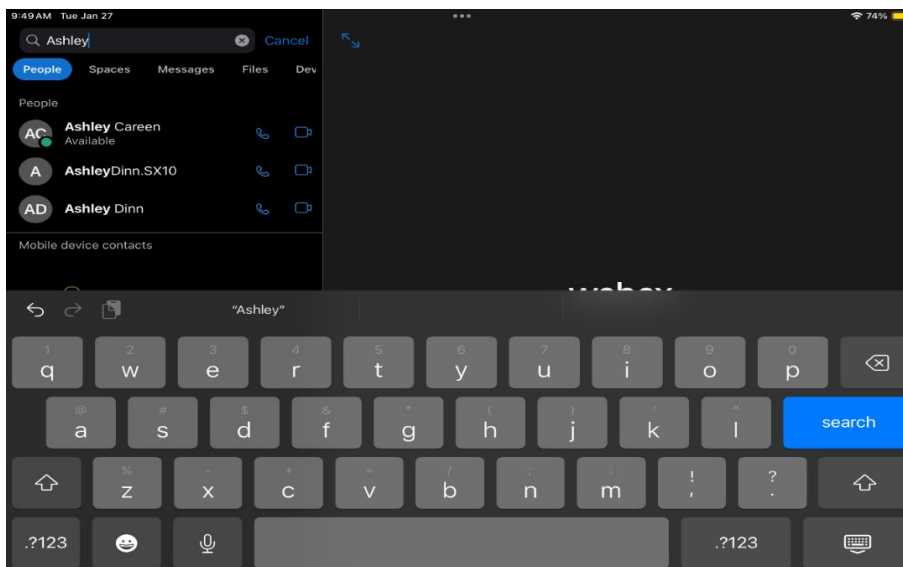 9:49 AM Tue Jan 27
74%
Ashley
Cancel
People Spaces Messages Files Dev
People
AC
Ashley Careen
Available
A
AshleyDinn.SX10
AD
Ashley Dinn
Mobile device contacts
"Ashley"
1 2 3 4 5 6 7 8 9 0
q w e r t y u i o p
@ # $ & * ( ) ' "
a s d f g h j k l search
% - + = / ; : ! ?
z x c v b n m , .
.?123 .?123